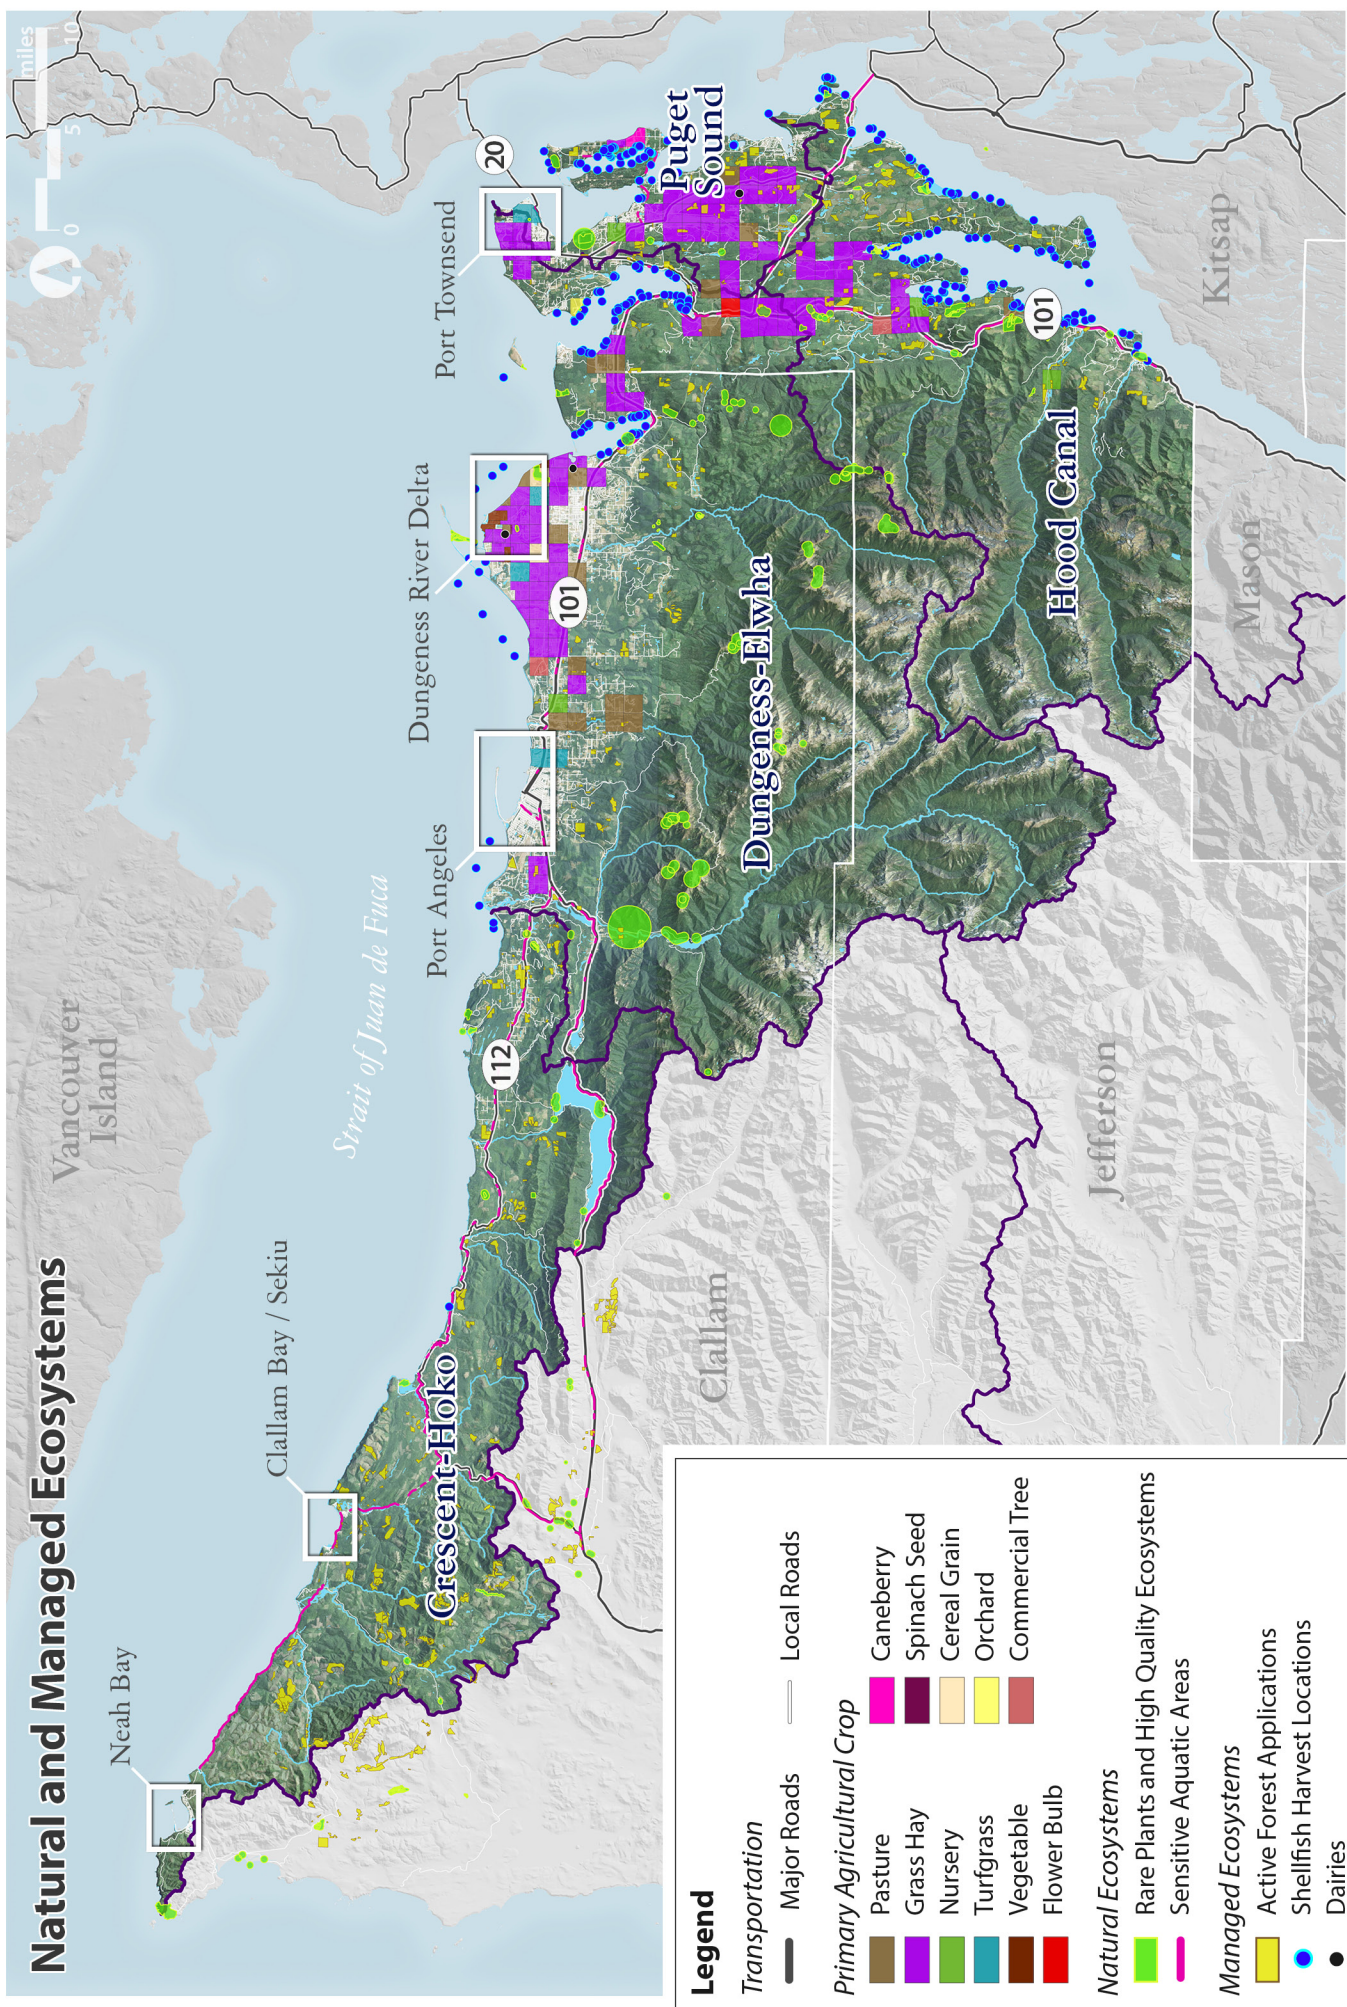 Natural and Managed Ecosystems
miles
0
5
10
Vancouver
Island
Strait of Juan de Fuca
Neah Bay
Clallam Bay / Sekiu
Port Angeles
Dungeness River Delta
Port Townsend
20
112
101
101
Crescent-Hoko
Dungeness-Elwha
Puget
Sound
Hood Canal
Clallam
Jefferson
Mason
Kitsap
Legend
Transportation
Major Roads
Local Roads
Primary Agricultural Crop
Pasture
Caneberry
Grass Hay
Spinach Seed
Nursery
Cereal Grain
Turfgrass
Orchard
Vegetable
Commercial Tree
Flower Bulb
Natural Ecosystems
Rare Plants and High Quality Ecosystems
Sensitive Aquatic Areas
Managed Ecosystems
Active Forest Applications
Shellfish Harvest Locations
Dairies